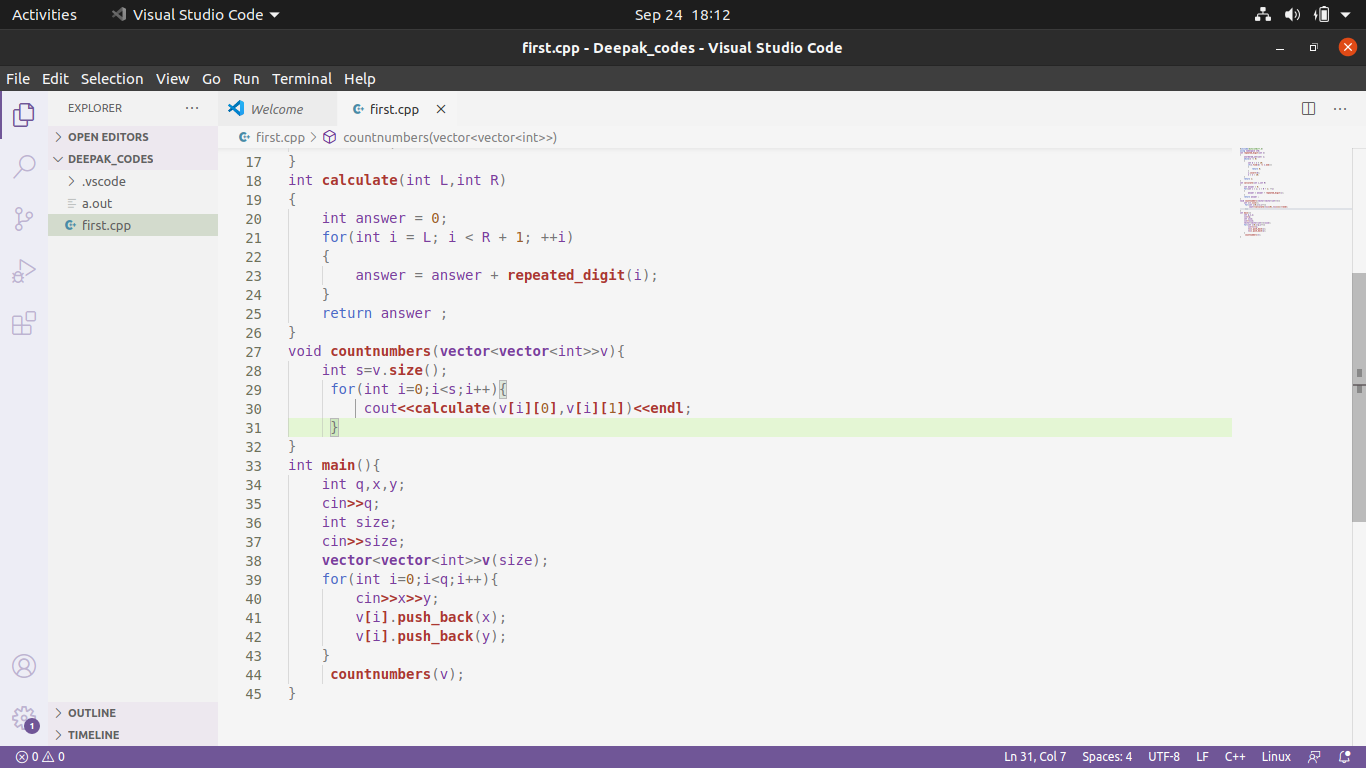 Activities Visual Studio Code Sep 24 18:12
first.cpp - Deepak_codes - Visual Studio Code
File Edit Selection View Go Run Terminal Help
EXPLORER ··· Welcome first.cpp ···
OPEN EDITORS
DEEPAK_CODES
.vscode
a.out
first.cpp
OUTLINE
TIMELINE
1
first.cpp > countnumbers(vector<vector<int>>)
17 }
18 int calculate(int L,int R)
19 {
20     int answer = 0;
21     for(int i = L; i < R + 1; ++i)
22     {
23         answer = answer + repeated_digit(i);
24     }
25     return answer ;
26 }
27 void countnumbers(vector<vector<int>>v){
28     int s=v.size();
29      for(int i=0;i<s;i++){
30          cout<<calculate(v[i][0],v[i][1])<<endl;
31      }
32 }
33 int main(){
34     int q,x,y;
35     cin>>q;
36     int size;
37     cin>>size;
38     vector<vector<int>>v(size);
39     for(int i=0;i<q;i++){
40         cin>>x>>y;
41         v[i].push_back(x);
42         v[i].push_back(y);
43     }
44      countnumbers(v);
45 }
0 0 Ln 31, Col 7 Spaces: 4 UTF-8 LF C++ Linux